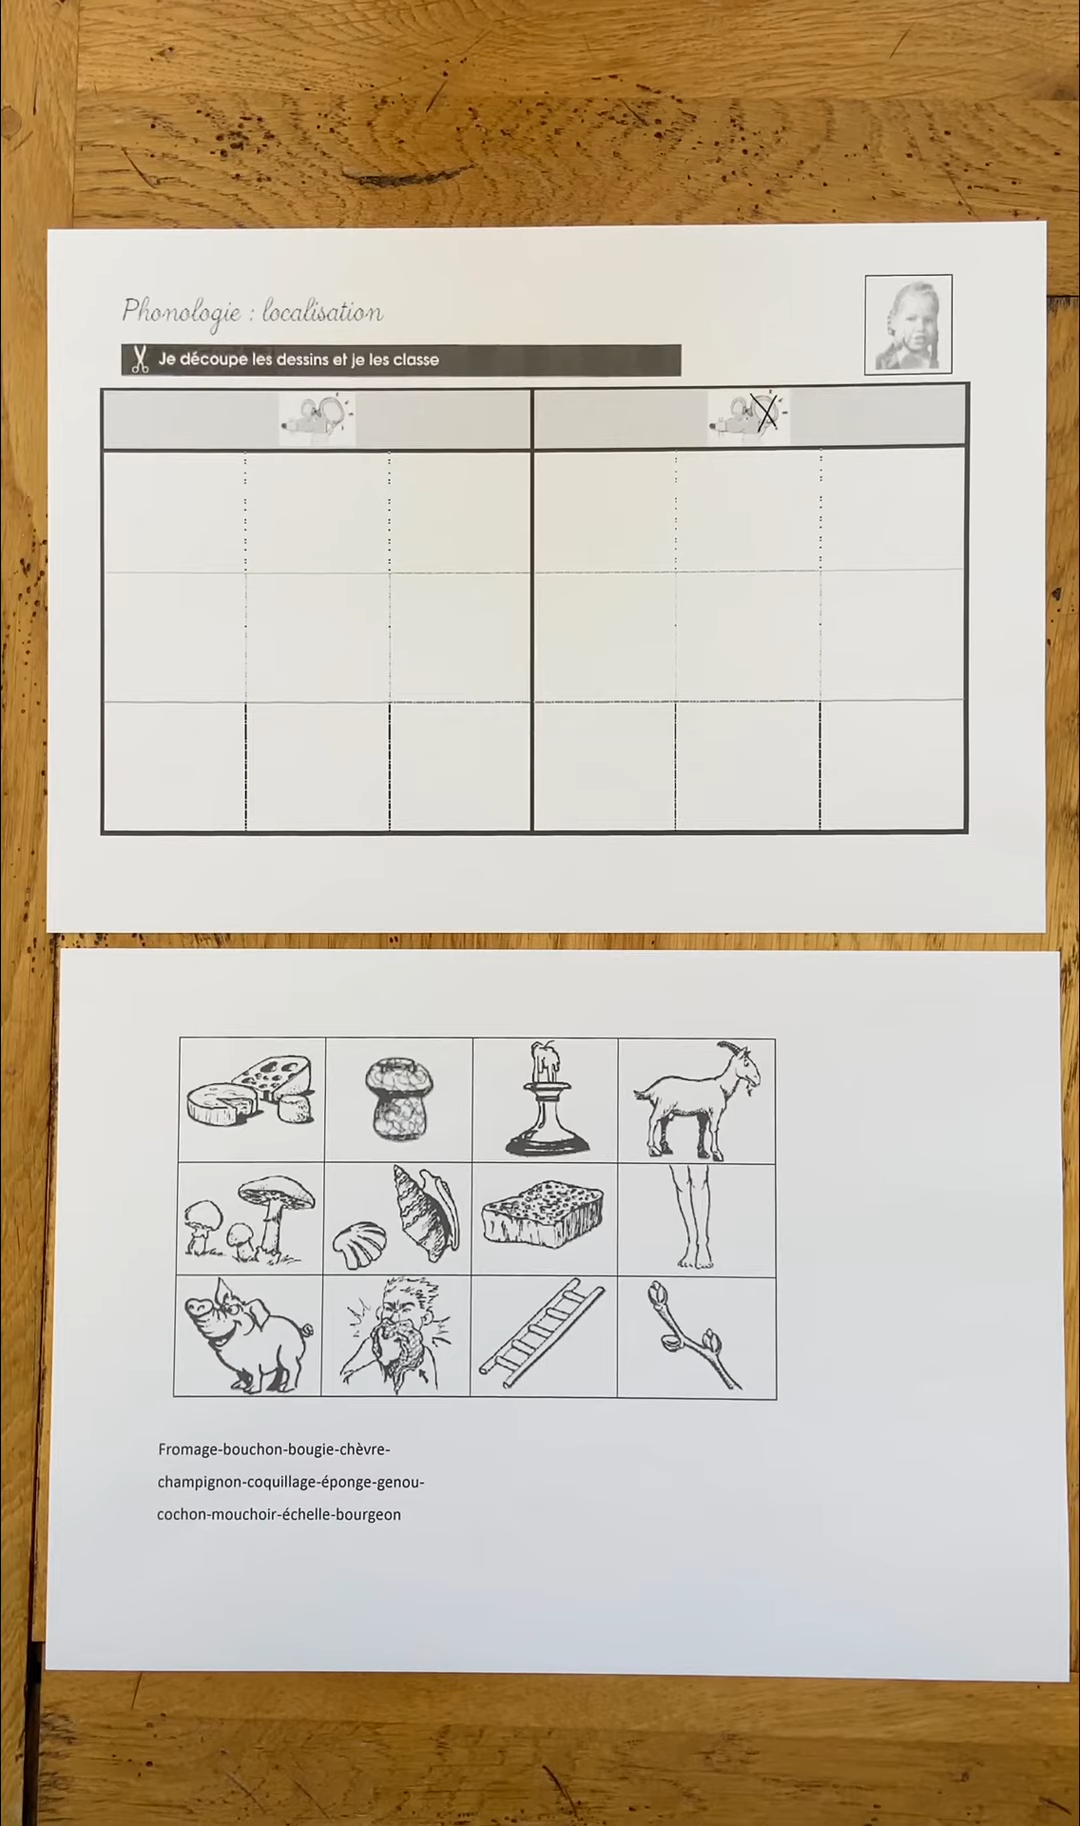 Phonologie : localisation
Je découpe les dessins et je les classe
Fromage-bouchon-bougie-chèvre-
champignon-coquillage-éponge-genou-
cochon-mouchoir-échelle-bourgeon